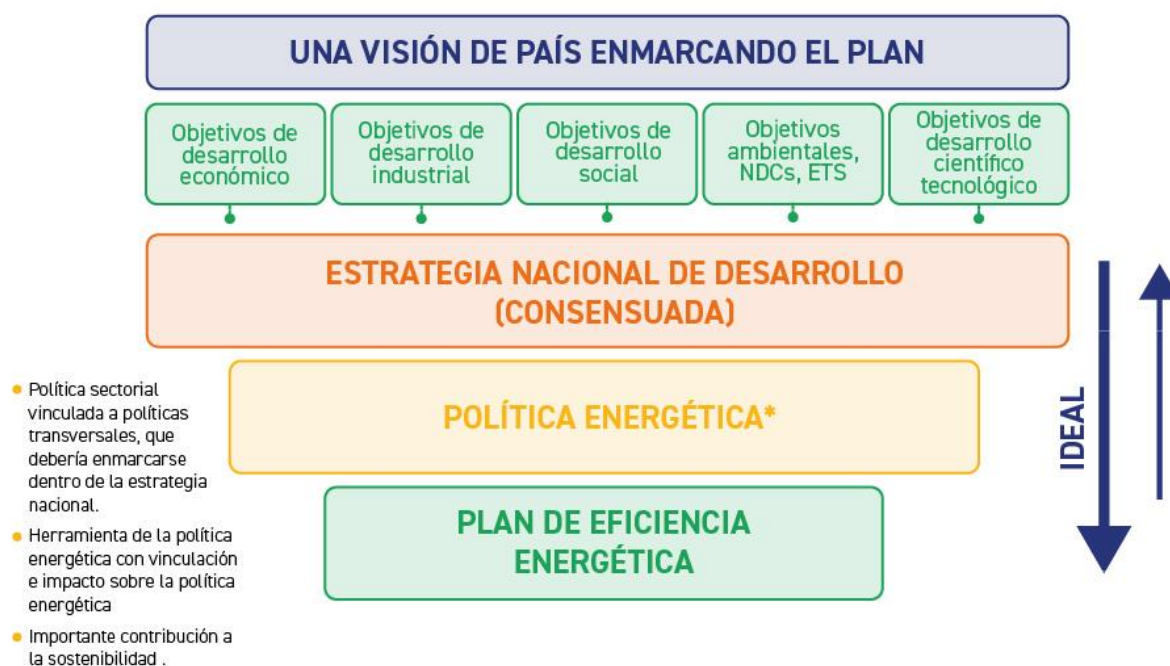 UNA VISIÓN DE PAÍS ENMARCANDO EL PLAN
Objetivos de
desarrollo
económico
Objetivos de
desarrollo
industrial
Objetivos de
desarrollo
social
Objetivos
ambientales,
NDCs, ETS
Objetivos de
desarrollo
científico
tecnológico
ESTRATEGIA NACIONAL DE DESARROLLO
(CONSENSUADA)
POLÍTICA ENERGÉTICA*
PLAN DE EFICIENCIA
ENERGÉTICA
IDEAL
Política sectorial
vinculada a políticas
transversales, que
debería enmarcarse
dentro de la estrategia
nacional.
Herramienta de la política
energética con vinculación
e impacto sobre la política
energética
Importante contribución a
la sostenibilidad .